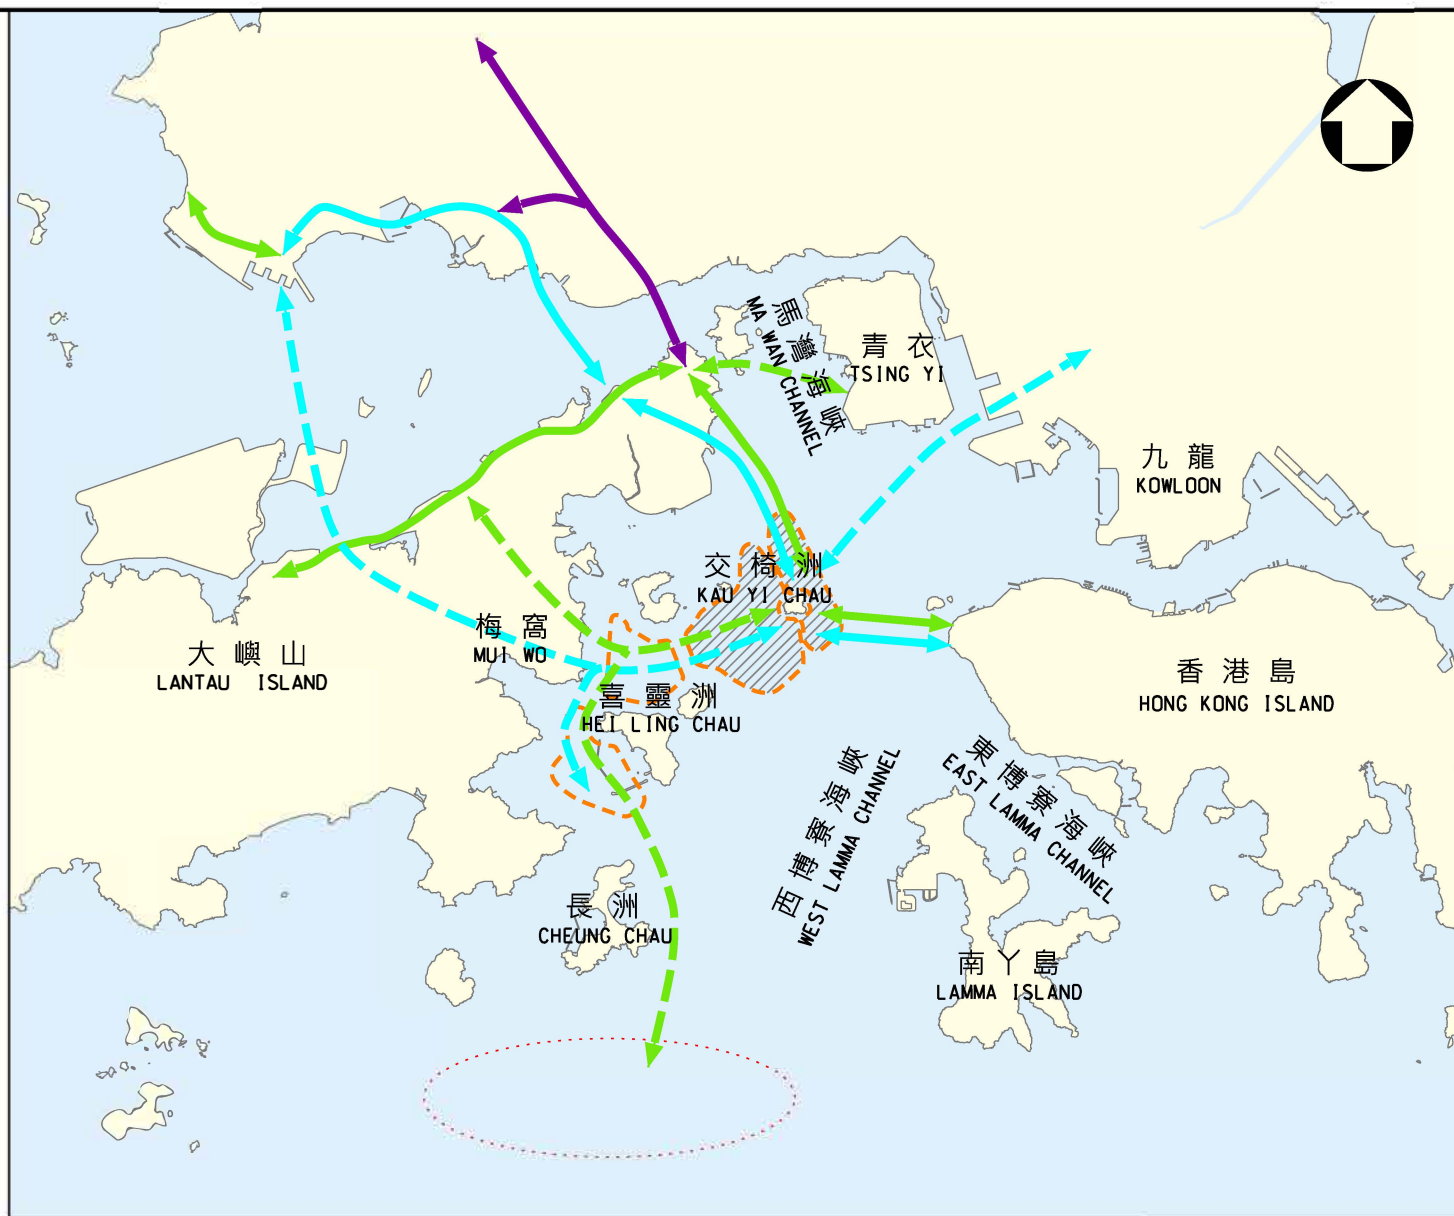 馬灣海峽
MA WAN CHANNEL
青衣
TSING YI
九龍
KOWLOON
交椅洲
KAU YI CHAU
梅窩
MUI WO
大嶼山
LANTAU ISLAND
香港島
HONG KONG ISLAND
喜靈洲
HEI LING CHAU
東博寮海峽
EAST LAMMA CHANNEL
西博寮海峽
WEST LAMMA CHANNEL
長洲
CHEUNG CHAU
南丫島
LAMMA ISLAND